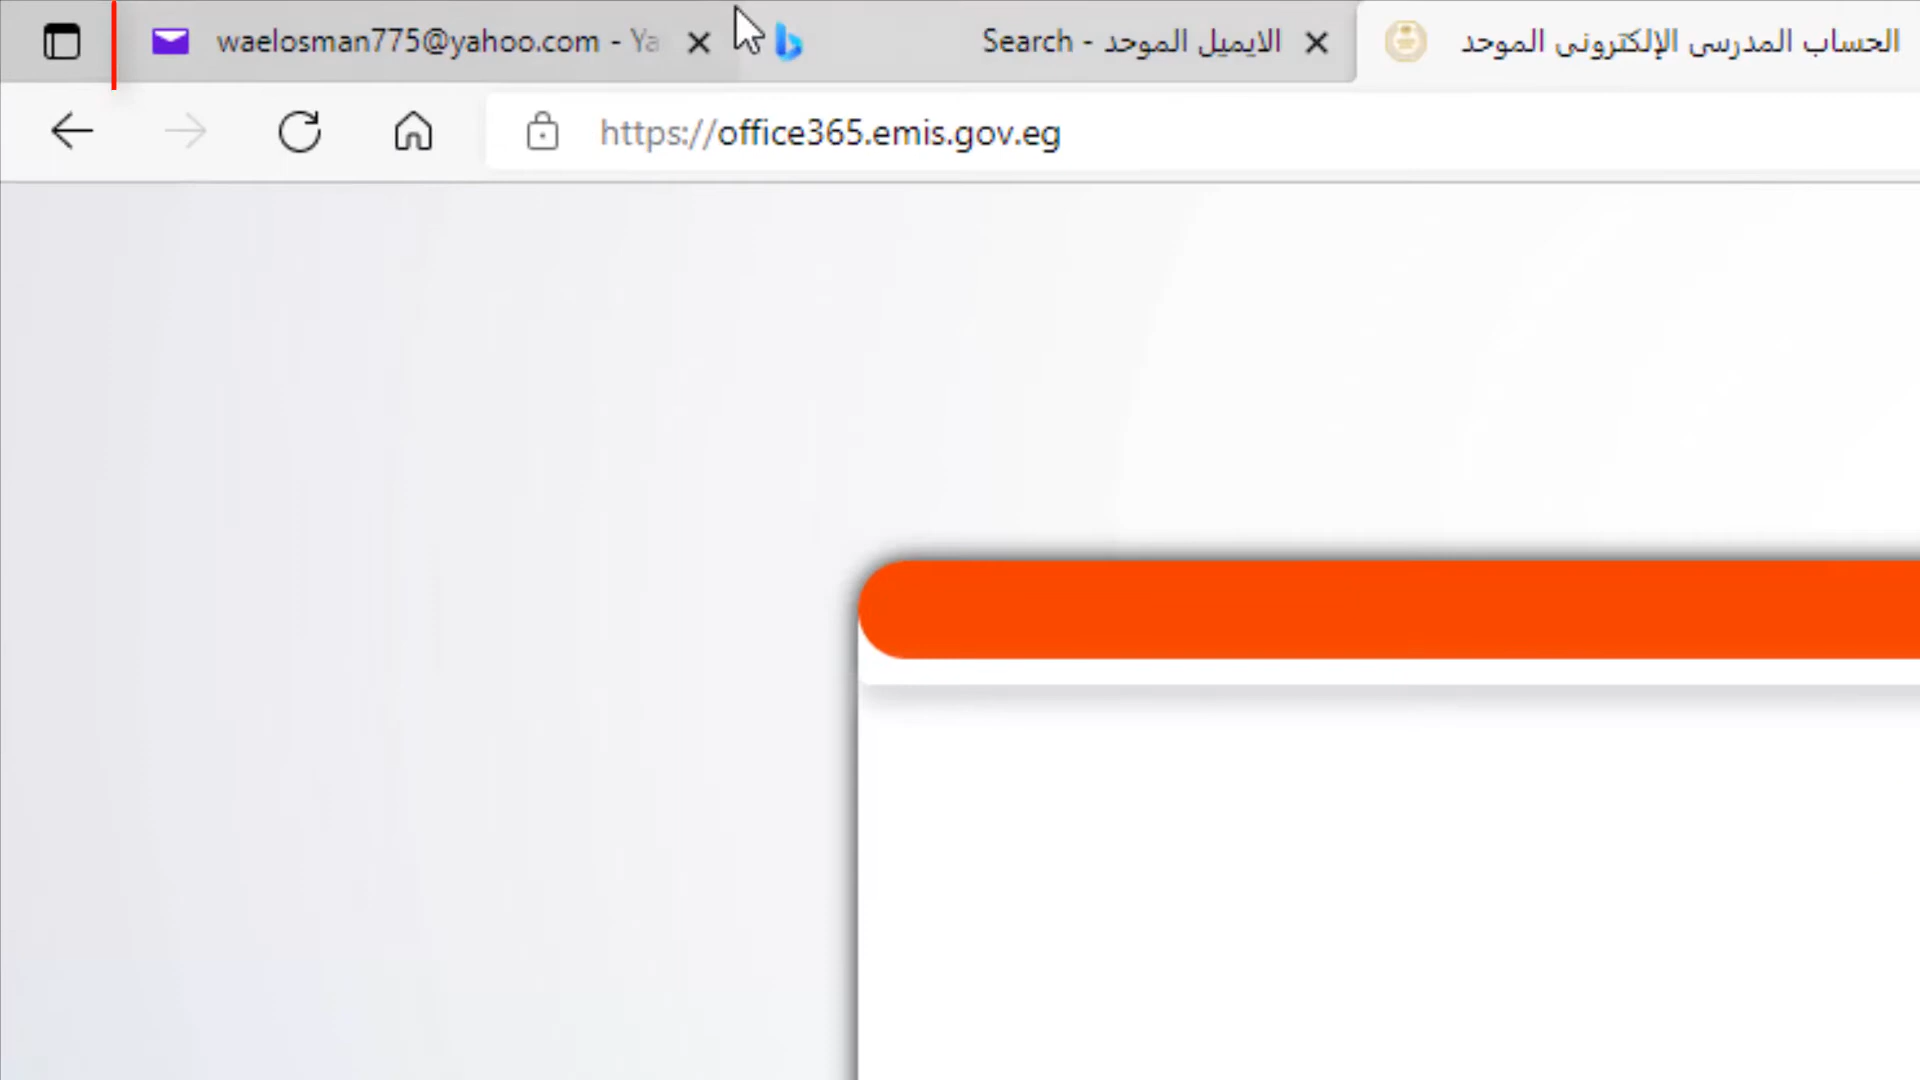 waelosman775@yahoo.com - Ya
الايميل الموحد - Search
الحساب المدرسى الإلكترونى الموحد
https://office365.emis.gov.eg